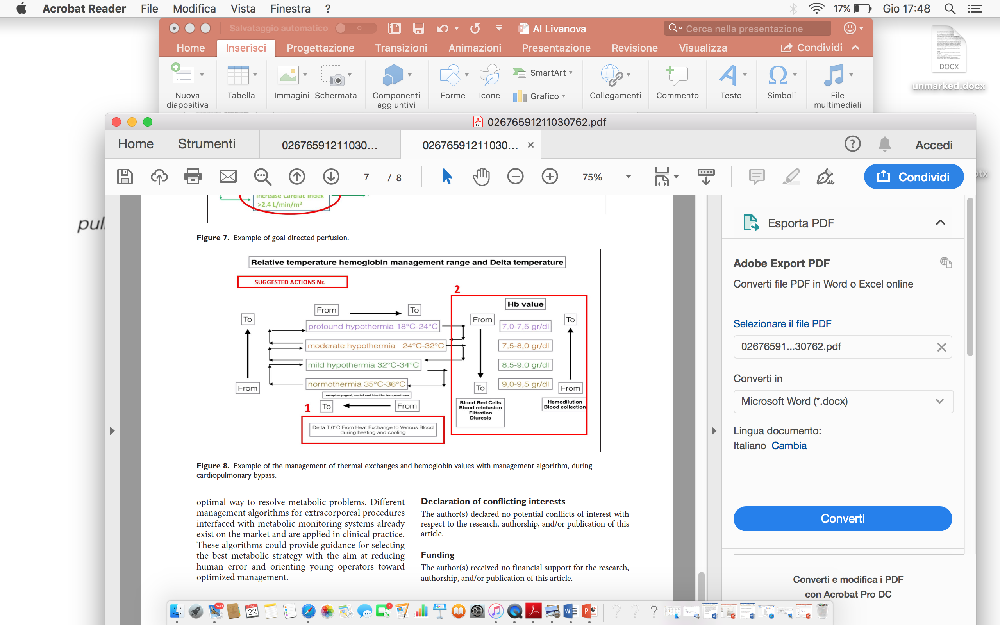 Acrobat Reader File Modifica Vista Finestra ? 17% Gio 17:48
Salvataggio automatico AI Livanova Cerca nella presentazione
Home Inserisci Progettazione Transizioni Animazioni Presentazione Revisione Visualizza Condividi
Nuova diapositiva
Tabella
Immagini
Schermata
Componenti aggiuntivi
Forme
Icone
SmartArt
Grafico
Collegamenti
Commento
Testo
Simboli
File multimediali
DOCX
unmarked.docx
02676591211030762.pdf
Home Strumenti 02676591211030... 02676591211030... × ? Accedi
7 / 8 75% Condividi
Increase Cardiac Index
>2.4 L/min/m²
Figure 7. Example of goal directed perfusion.
Relative temperature hemoglobin management range and Delta temperature
SUGGESTED ACTIONS Nr.
2
From To
Hb value
To
From To
profound hypothermia 18°C-24°C 7,0-7,5 gr/dl
moderate hypothermia 24°C-32°C 7,5-8,0 gr/dl
mild hypothermia 32°C-34°C 8,5-9,0 gr/dl
normothermia 35°C-36°C 9,0-9,5 gr/dl
From
To From
nasopharyngeal, rectal and bladder temperatures
1 To From
Blood Red Cells
Blood reinfusion
Filtration
Diuresis
Hemodilution
Blood collection
Delta T 6°C From Heat Exchange to Venous Blood
during heating and cooling
Figure 8. Example of the management of thermal exchanges and hemoglobin values with management algorithm, during
cardiopulmonary bypass.
optimal way to resolve metabolic problems. Different
management algorithms for extracorporeal procedures
interfaced with metabolic monitoring systems already
exist on the market and are applied in clinical practice.
These algorithms could provide guidance for selecting
the best metabolic strategy with the aim at reducing
human error and orienting young operators toward
optimized management.
Declaration of conflicting interests
The author(s) declared no potential conflicts of interest with
respect to the research, authorship, and/or publication of this
article.
Funding
The author(s) received no financial support for the research,
authorship, and/or publication of this article.
Esporta PDF
Adobe Export PDF
Converti file PDF in Word o Excel online
Selezionare il file PDF
02676591...30762.pdf
Converti in
Microsoft Word (*.docx)
Lingua documento:
Italiano Cambia
Converti
Converti e modifica i PDF
con Acrobat Pro DC
7439
LUG
22
2